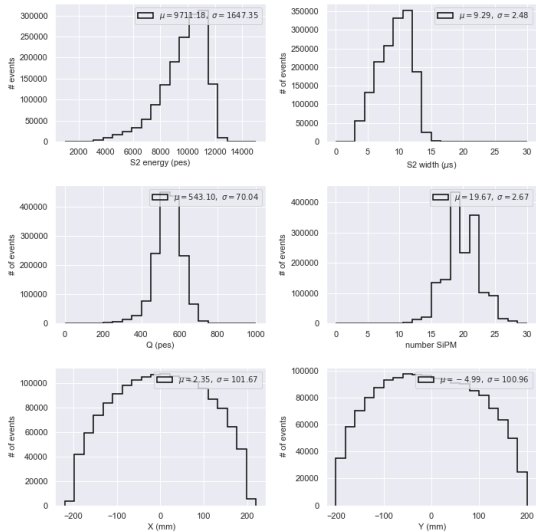 μ = 9711.18, σ = 1647.35
# events
300000
250000
200000
150000
100000
50000
0
2000 4000 6000 8000 10000 12000 14000
S2 energy (pes)
μ = 9.29, σ = 2.48
# of events
350000
300000
250000
200000
150000
100000
50000
0
0 5 10 15 20 25 30
S2 width (μs)
μ = 543.10, σ = 70.04
# of events
400000
300000
200000
100000
0
0 200 400 600 800 1000
Q (pes)
μ = 19.67, σ = 2.67
# of events
400000
300000
200000
100000
0
0 5 10 15 20 25 30
number SiPM
μ = 2.35, σ = 101.67
# of events
100000
80000
60000
40000
20000
0
−200 −100 0 100 200
X (mm)
μ = −4.99, σ = 100.96
# of events
100000
80000
60000
40000
20000
0
−200 −100 0 100 200
Y (mm)